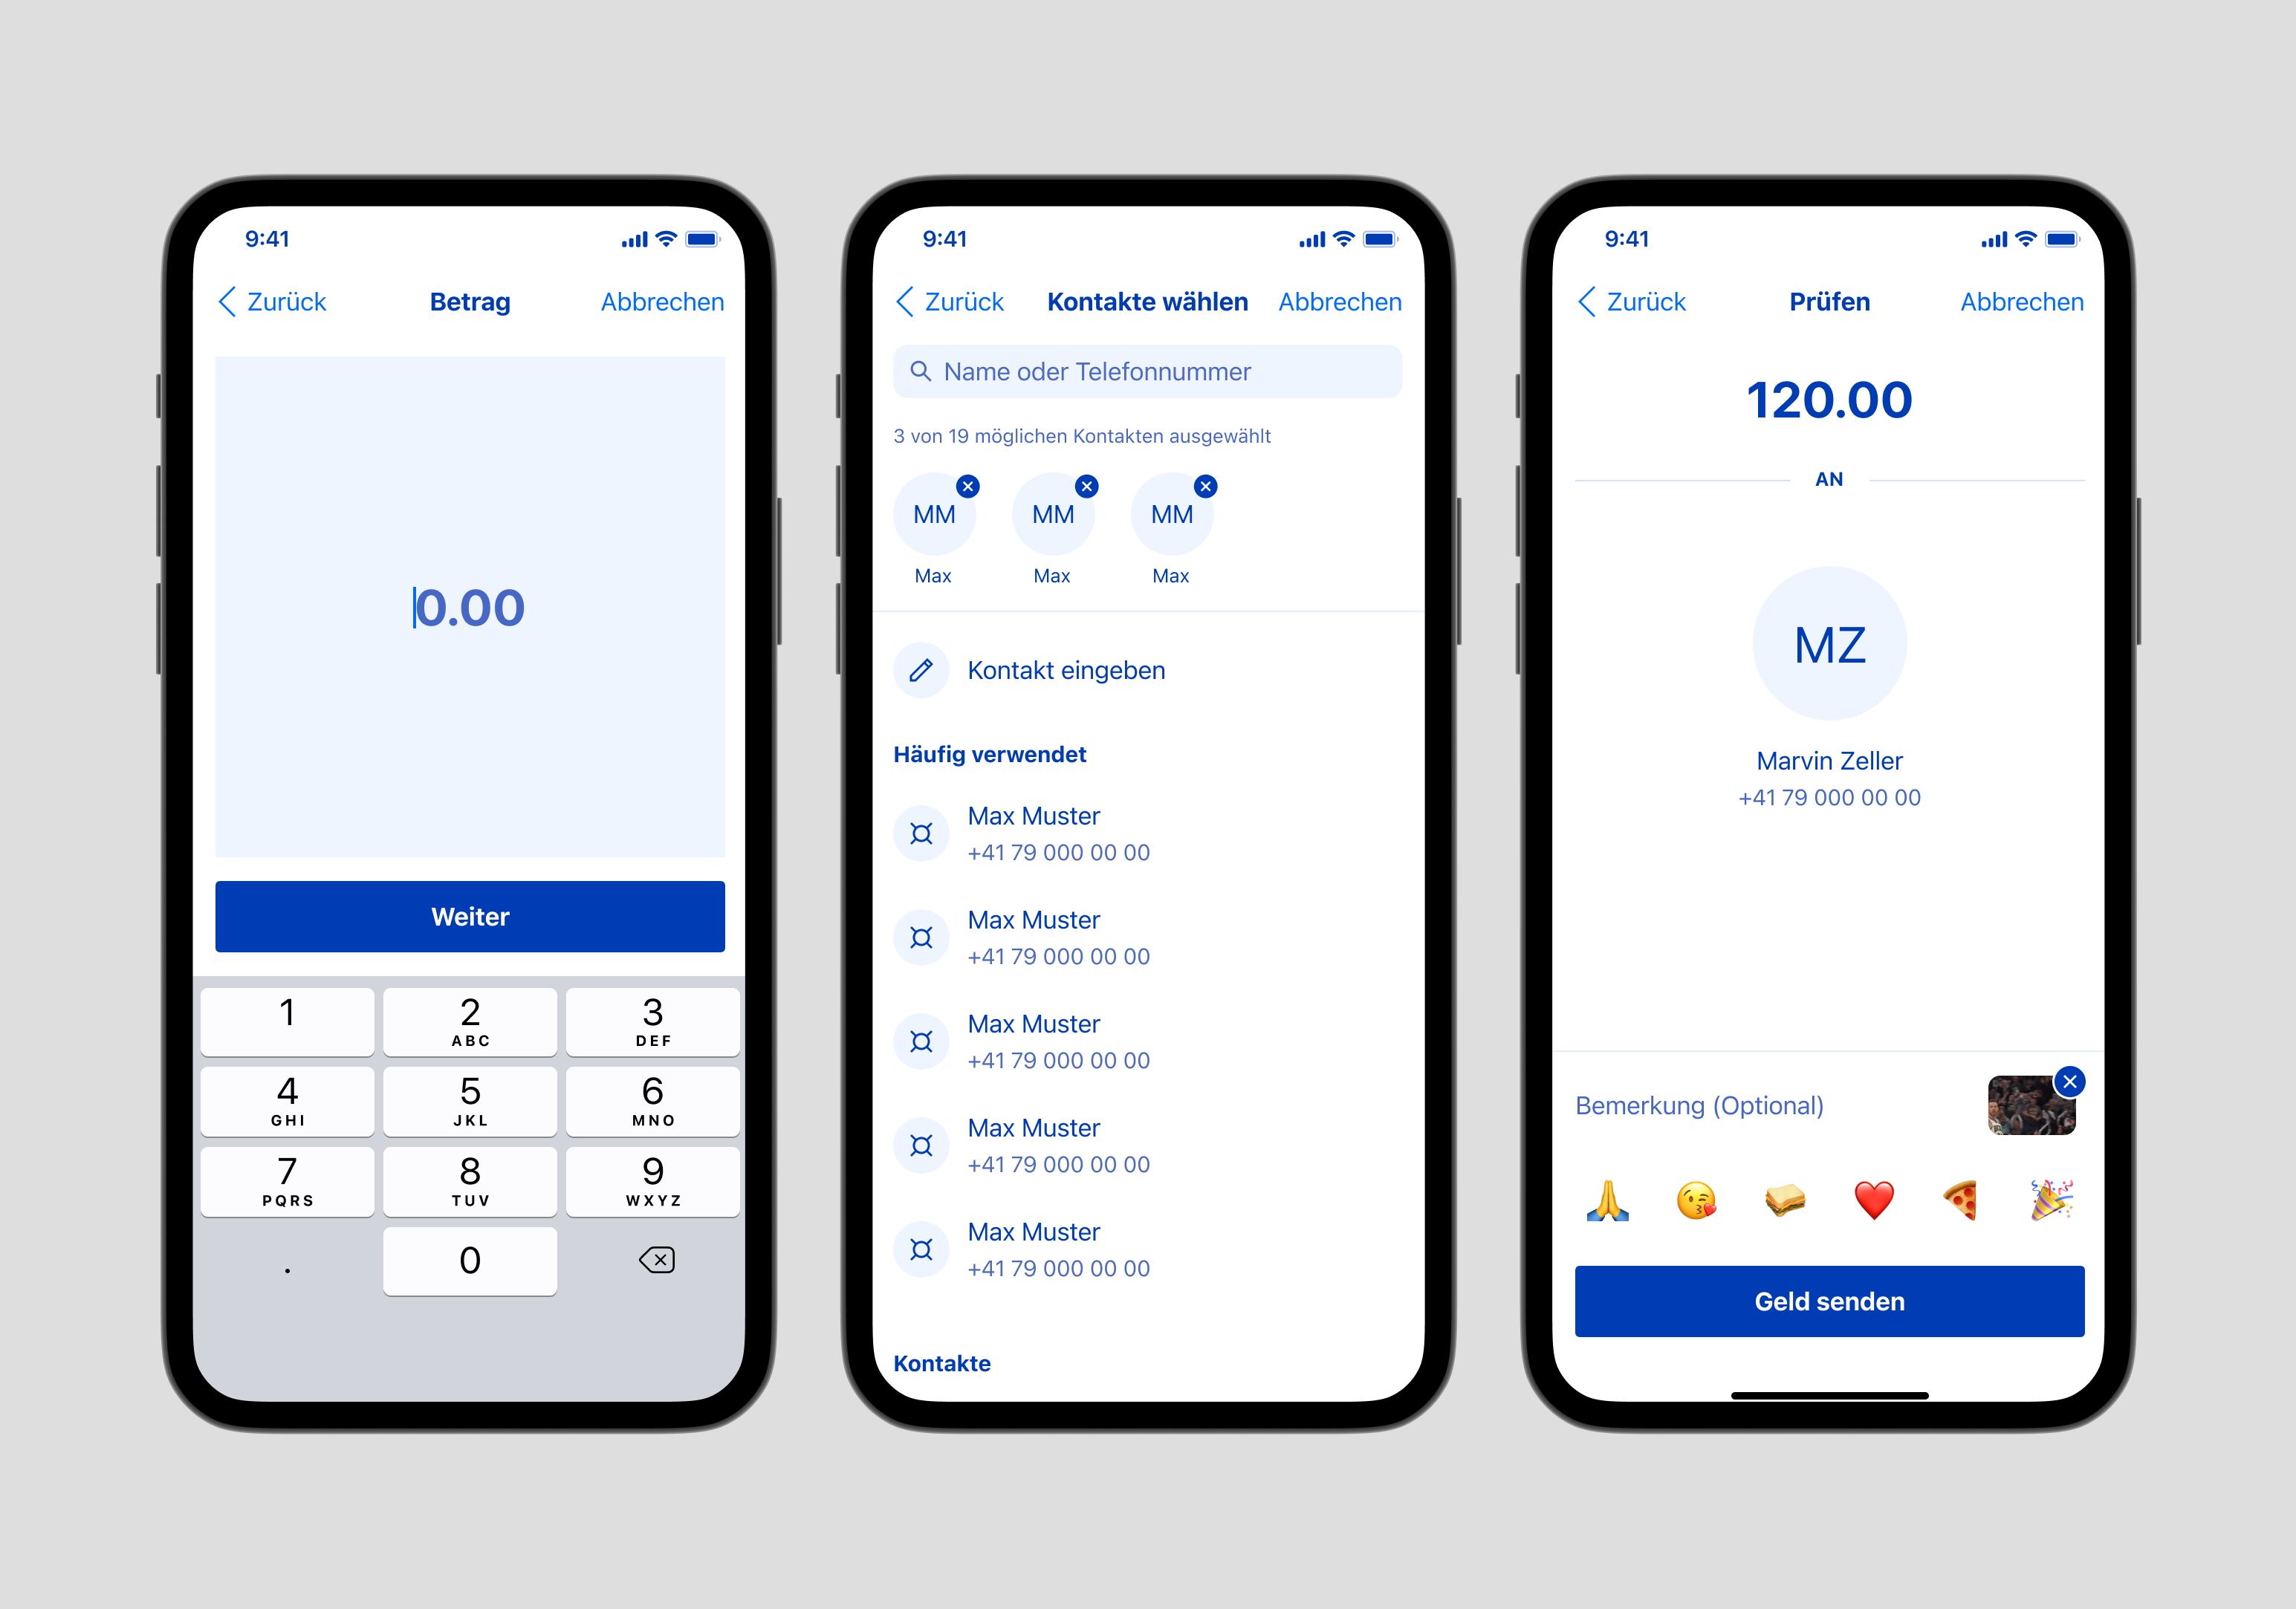 9:41
Zurück
Betrag
Abbrechen
0.00
Weiter
1
2
ABC
3
DEF
4
GHI
5
JKL
6
MNO
7
PQRS
8
TUV
9
WXYZ
.
0
9:41
Zurück
Kontakte wählen
Abbrechen
Name oder Telefonnummer
3 von 19 möglichen Kontakten ausgewählt
MM
MM
MM
Max
Max
Max
Kontakt eingeben
Häufig verwendet
Max Muster
+41 79 000 00 00
Max Muster
+41 79 000 00 00
Max Muster
+41 79 000 00 00
Max Muster
+41 79 000 00 00
Max Muster
+41 79 000 00 00
Kontakte
9:41
Zurück
Prüfen
Abbrechen
120.00
AN
MZ
Marvin Zeller
+41 79 000 00 00
Bemerkung (Optional)
Geld senden